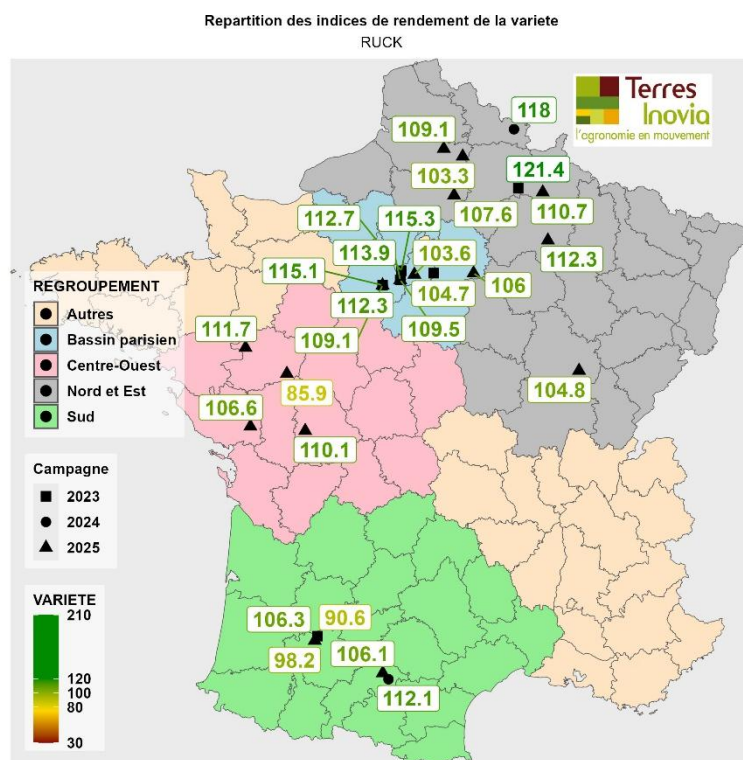 Repartition des indices de rendement de la variete
RUCK
Terres
Inovia
l'agronomie en mouvement
118
109.1
103.3
121.4
107.6
110.7
112.7
115.3
113.9
103.6
112.3
115.1
104.7
106
112.3
109.1
109.5
111.7
85.9
104.8
106.6
110.1
REGROUPEMENT
Autres
Bassin parisien
Centre-Ouest
Nord et Est
Sud
Campagne
2023
2024
2025
VARIETE
210
120
100
80
30
106.3
90.6
98.2
106.1
112.1